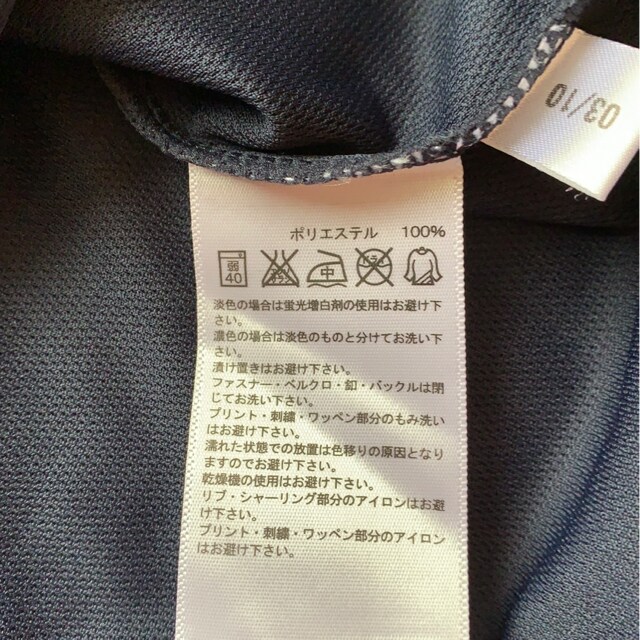 03/10
ポリエステル 100%
弱
40
エンソサラシ
中
ドライ
淡色の場合は蛍光増白剤の使用はお避け下
さい。
濃色の場合は淡色のものと分けてお洗い下
さい。
漬け置きはお避け下さい。
ファスナー・ベルクロ・釦・バックルは閉
じてお洗い下さい。
プリント・刺繍・ワッペン部分のもみ洗い
はお避け下さい。
濡れた状態での放置は色移りの原因となり
ますのでお避け下さい。
乾燥機の使用はお避け下さい。
リブ・シャーリング部分のアイロンはお避
け下さい。
プリント・刺繍・ワッペン部分のアイロン
はお避け下さい。